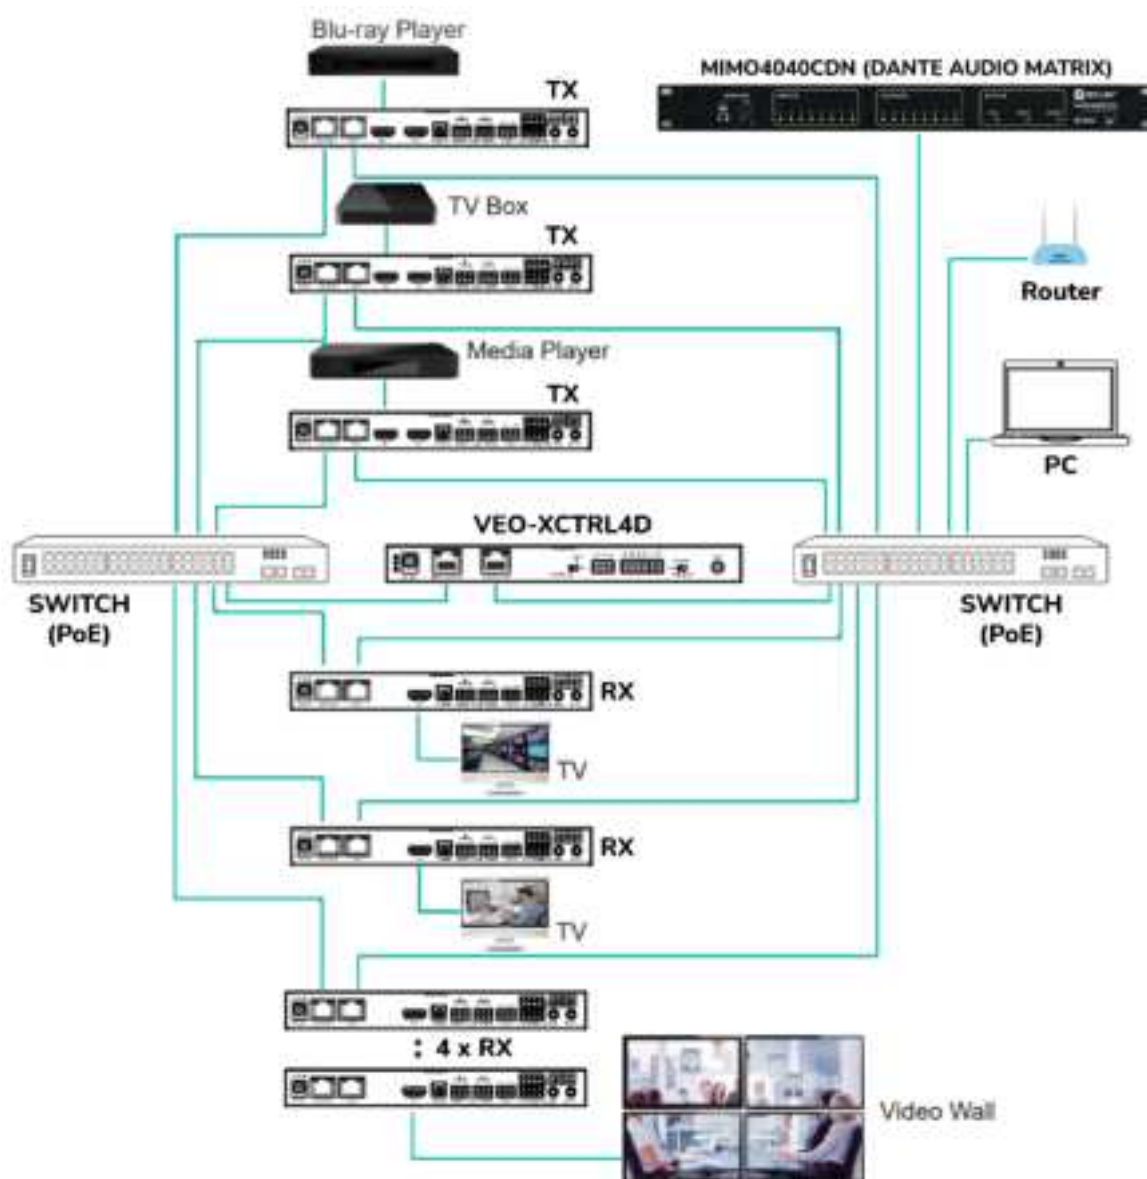 Blu-ray Player
MIMO4040CDN (DANTE AUDIO MATRIX)
TX
TV Box
TX
Router
Media Player
TX
PC
VEO-XCTRL4D
SWITCH
(PoE)
SWITCH
(PoE)
RX
TV
RX
TV
: 4 x RX
Video Wall